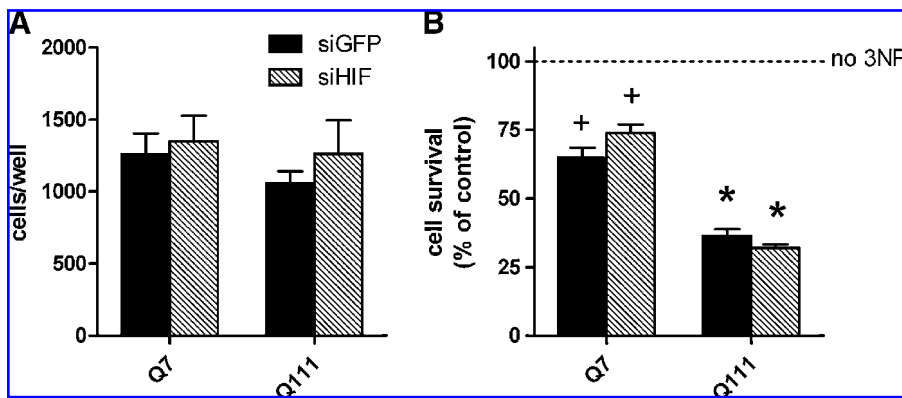 A
2000
1500
1000
500
0
cells/well
siGFP
siHIF
Q7
Q111
B
100
75
50
25
0
cell survival
(% of control)
no 3NP
+
+
*
*
Q7
Q111